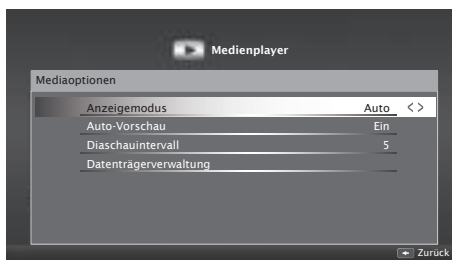 Medienplayer
Mediaoptionen
Anzeigemodus Auto < >
Auto-Vorschau Ein
Diaschauintervall 5
Datenträgerverwaltung
Zurück